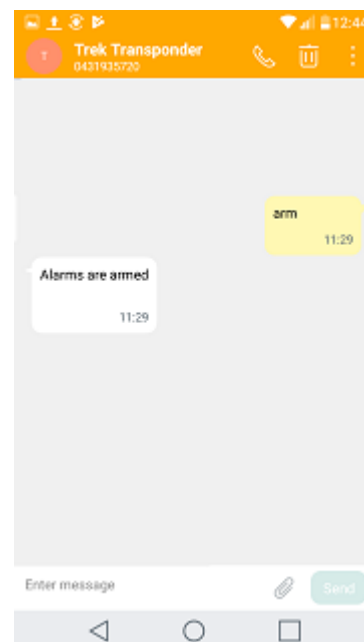 12:44
T
Trek Transponder
0431935720
arm
11:29
Alarms are armed
11:29
Enter message
Send